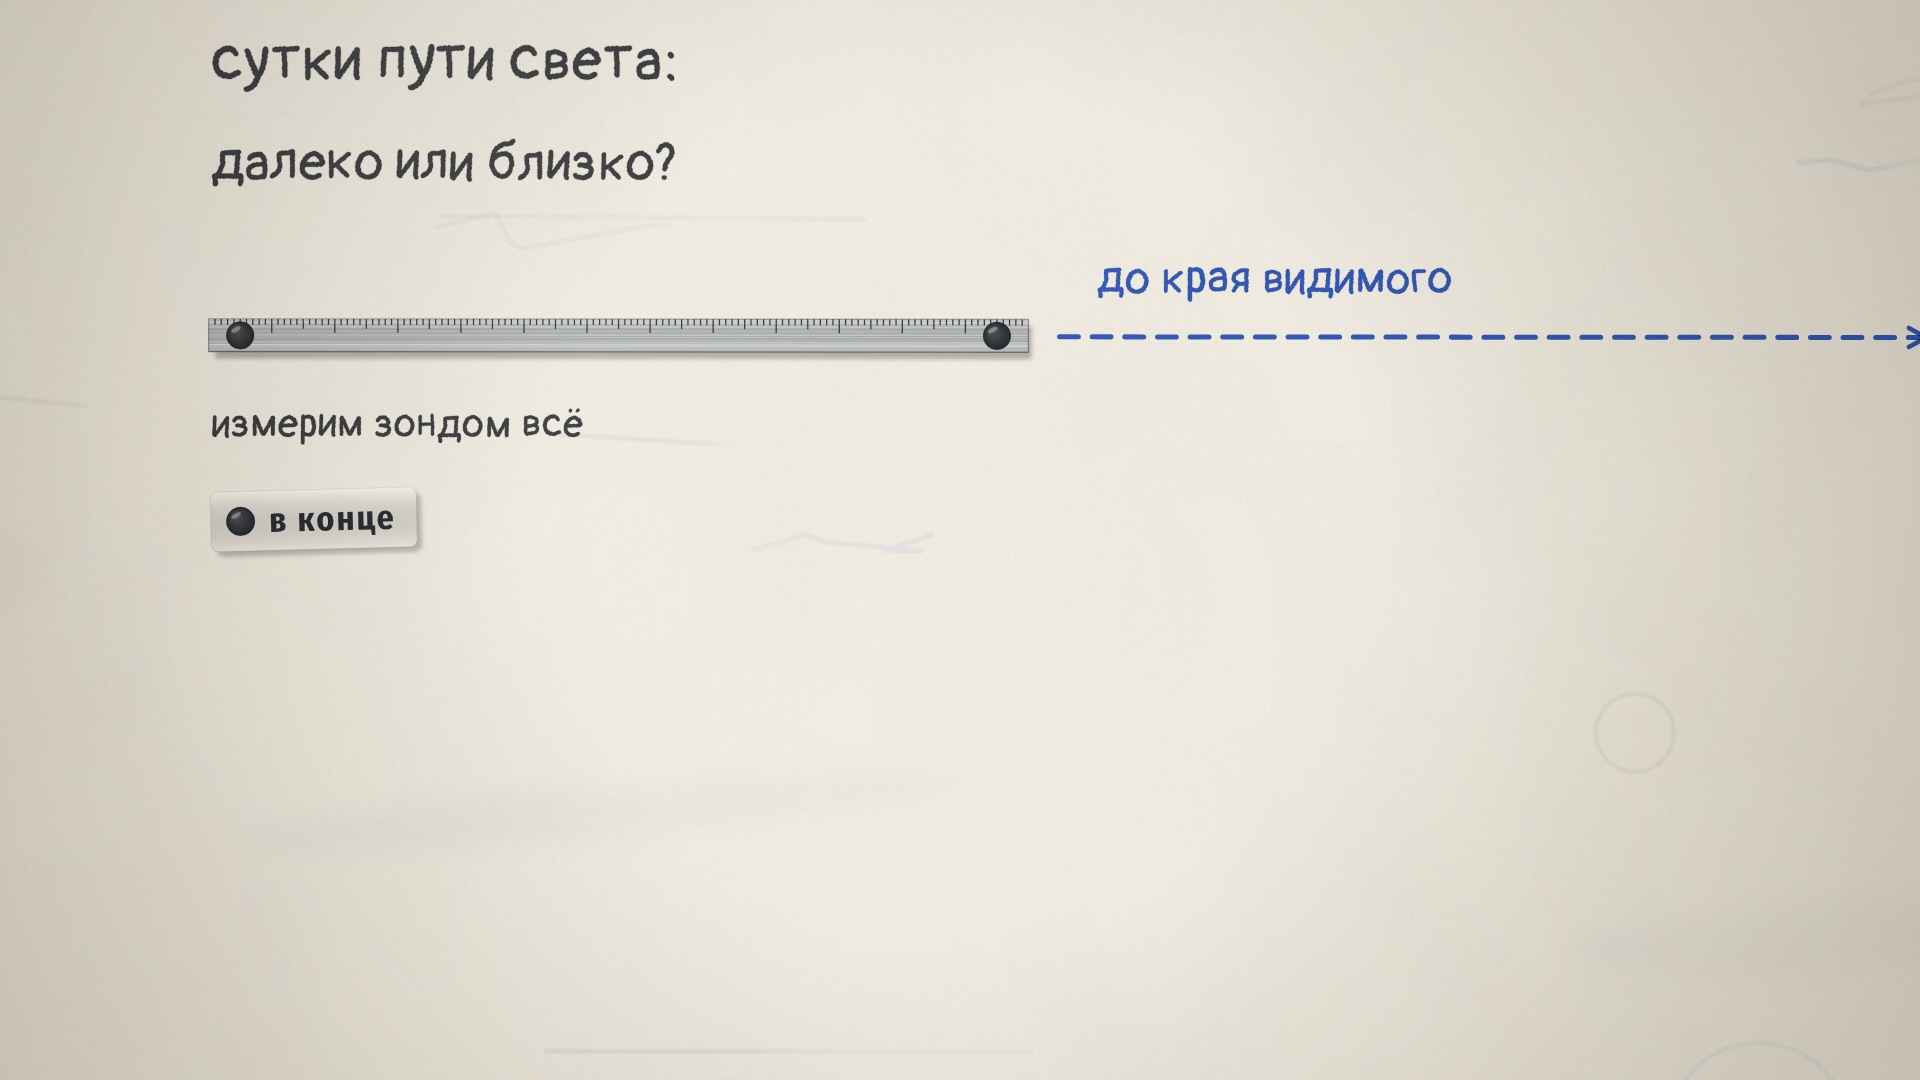 сутки пути света:
далеко или близко?
до края видимого
измерим зондом всё
в конце